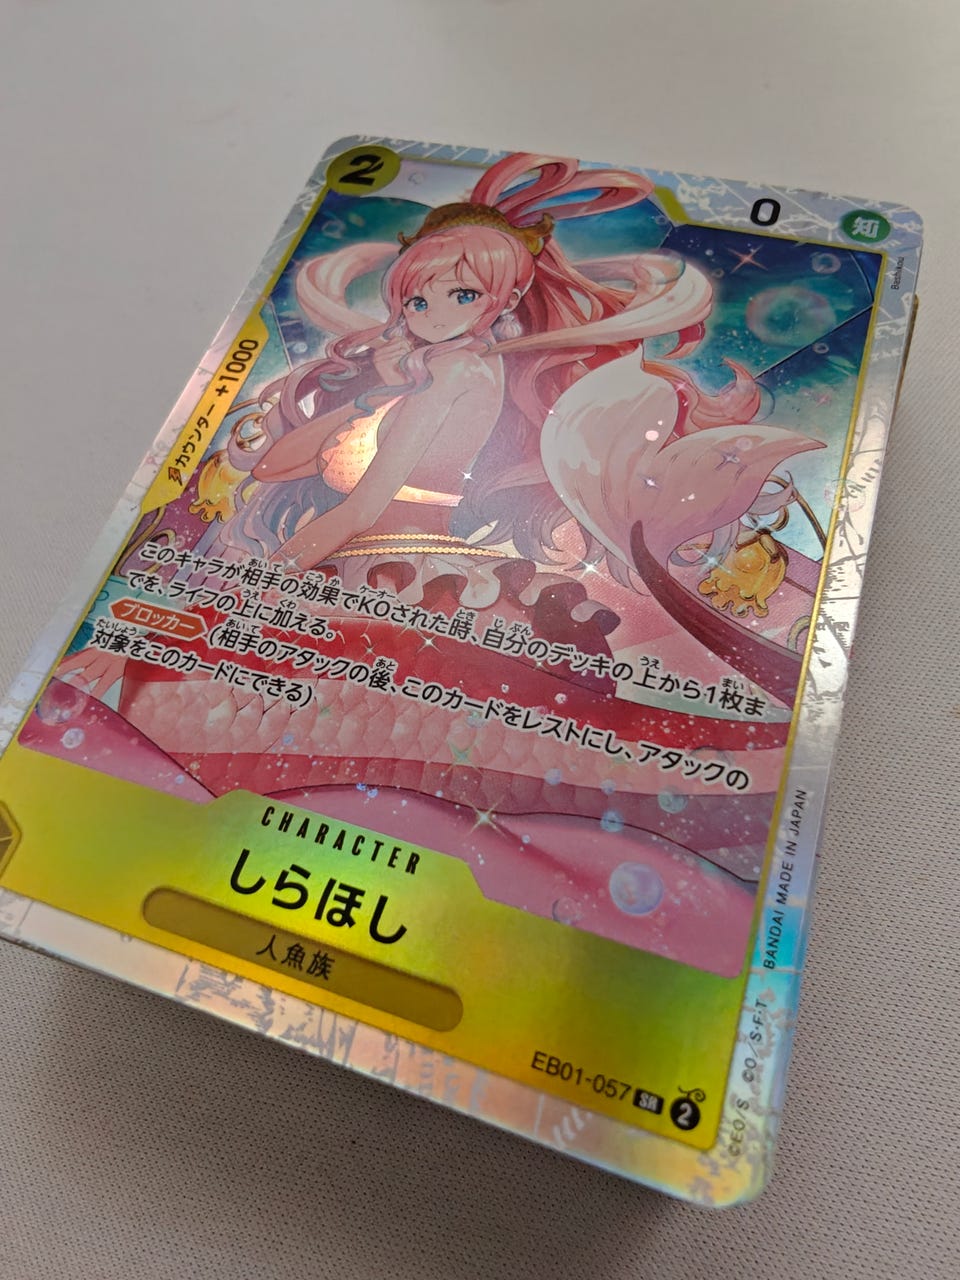 2
0
知
Bashikou
カウンター +1000
このキャラが相手の効果でKOされた時、自分のデッキの上から1枚ま
でを、ライフの上に加える。
ブロッカー (相手のアタックの後、このカードをレストにし、アタックの
対象をこのカードにできる)
CHARACTER
しらほし
人魚族
EB01-057 SR 2
©EO/S ©O/S・F・T BANDAI MADE IN JAPAN